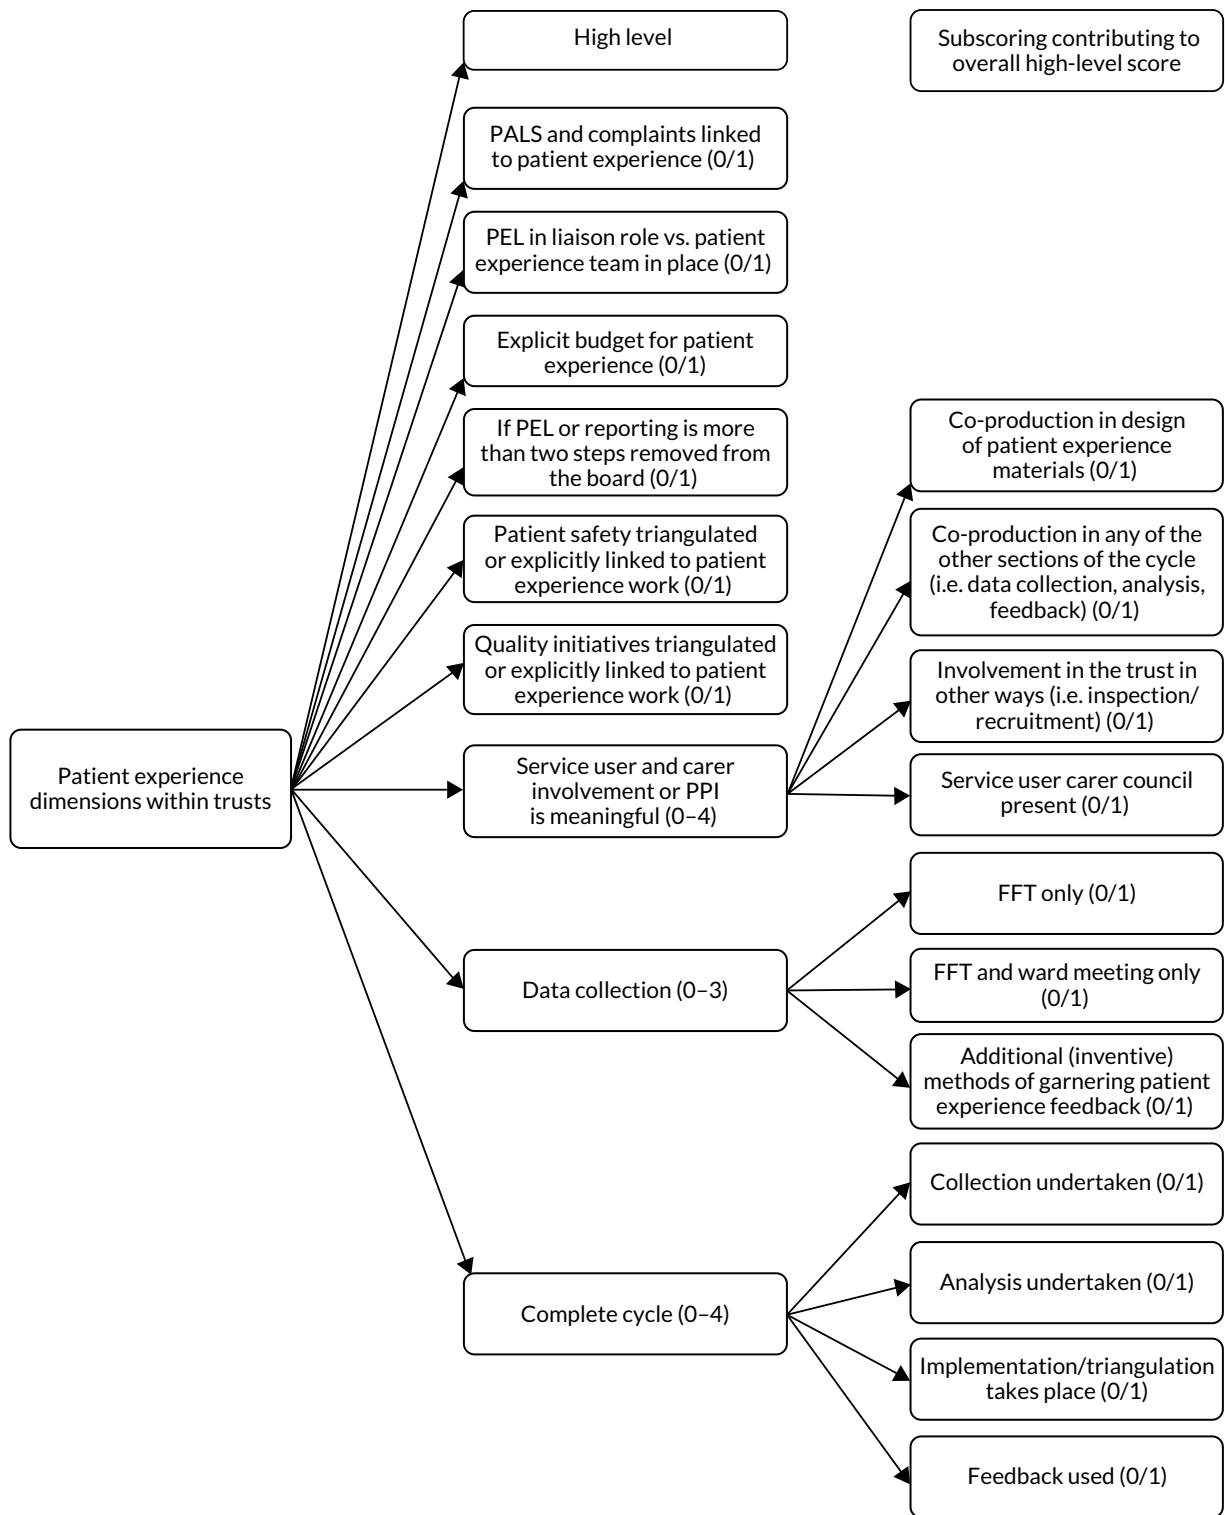 High level
Subscoring contributing to
overall high-level score
PALS and complaints linked
to patient experience (0/1)
PEL in liaison role vs. patient
experience team in place (0/1)
Explicit budget for patient
experience (0/1)
If PEL or reporting is more
than two steps removed from
the board (0/1)
Patient safety triangulated
or explicitly linked to patient
experience work (0/1)
Quality initiatives triangulated
or explicitly linked to patient
experience work (0/1)
Patient experience
dimensions within trusts
Service user and carer
involvement or PPI
is meaningful (0–4)
Co-production in design
of patient experience
materials (0/1)
Co-production in any of the
other sections of the cycle
(i.e. data collection, analysis,
feedback) (0/1)
Involvement in the trust in
other ways (i.e. inspection/
recruitment) (0/1)
Service user carer council
present (0/1)
Data collection (0–3)
FFT only (0/1)
FFT and ward meeting only
(0/1)
Additional (inventive)
methods of garnering patient
experience feedback (0/1)
Complete cycle (0–4)
Collection undertaken (0/1)
Analysis undertaken (0/1)
Implementation/triangulation
takes place (0/1)
Feedback used (0/1)